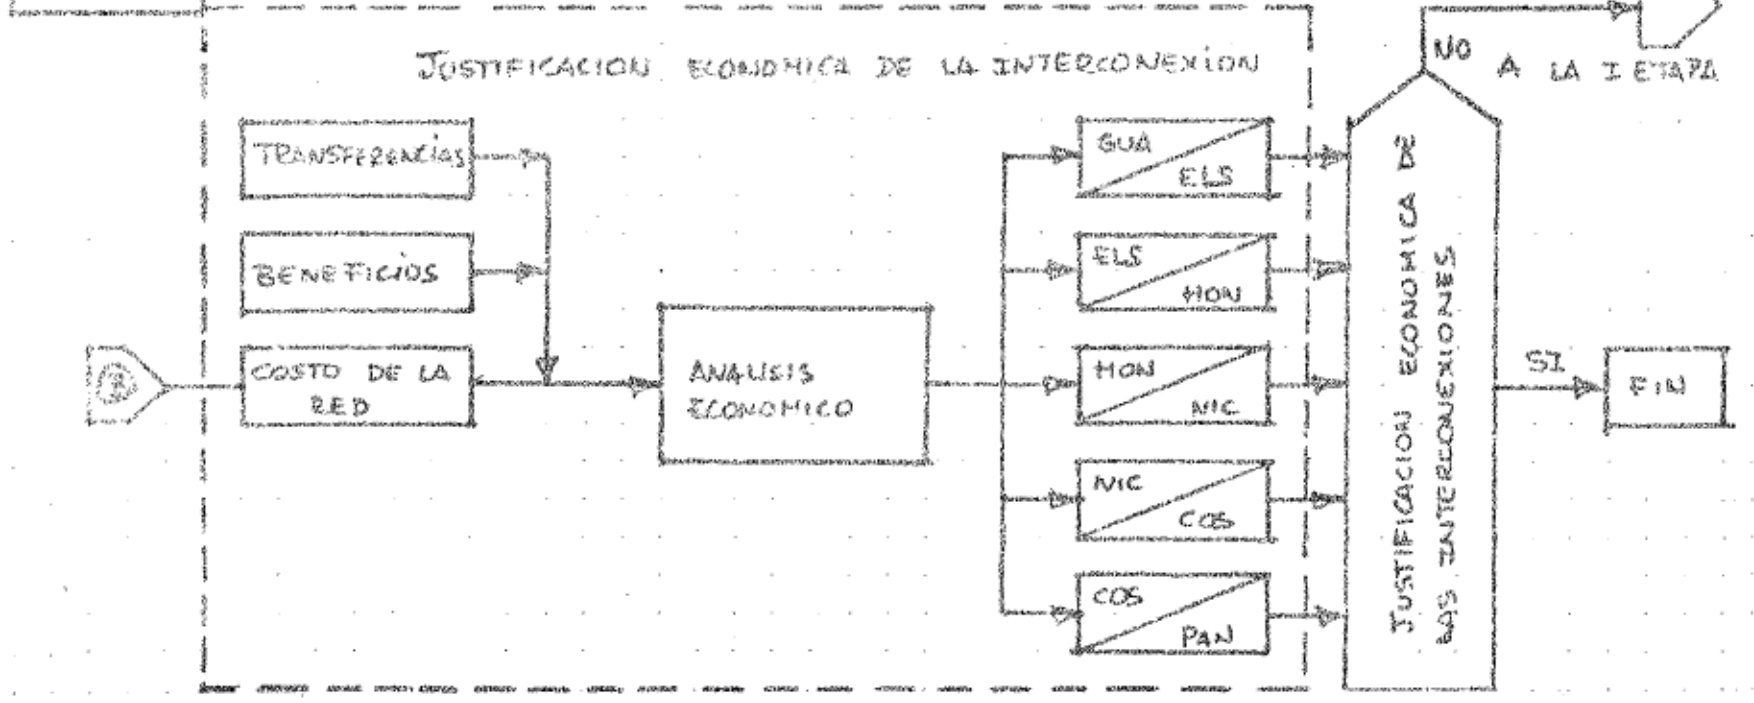 JUSTIFICACION ECONOMICA DE LA INTERCONEXION
NO
A LA I ETAPA
TRANSFERENCIAS
BENEFICIOS
COSTO DE LA
RED
ANALISIS
ECONOMICO
GUA
ELS
ELS
HON
HON
NIC
NIC
COS
COS
PAN
JUSTIFICACION ECONOMICA DE
LAS INTERCONEXIONES
SI
FIN